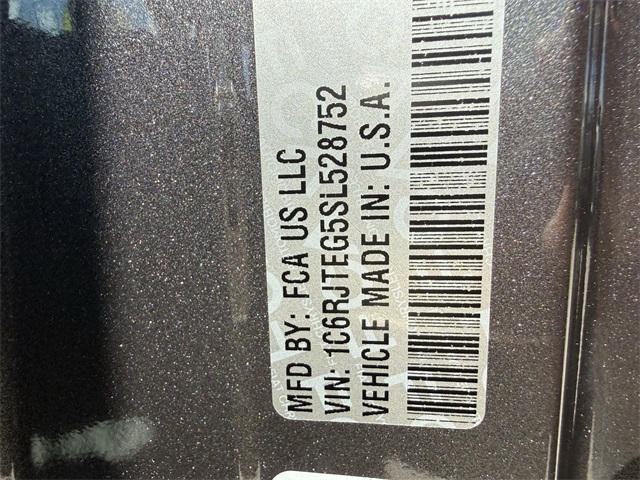 MFD BY: FCA US LLC
VIN: 1C6RJTEG5SL528752
VEHICLE MADE IN: U.S.A.